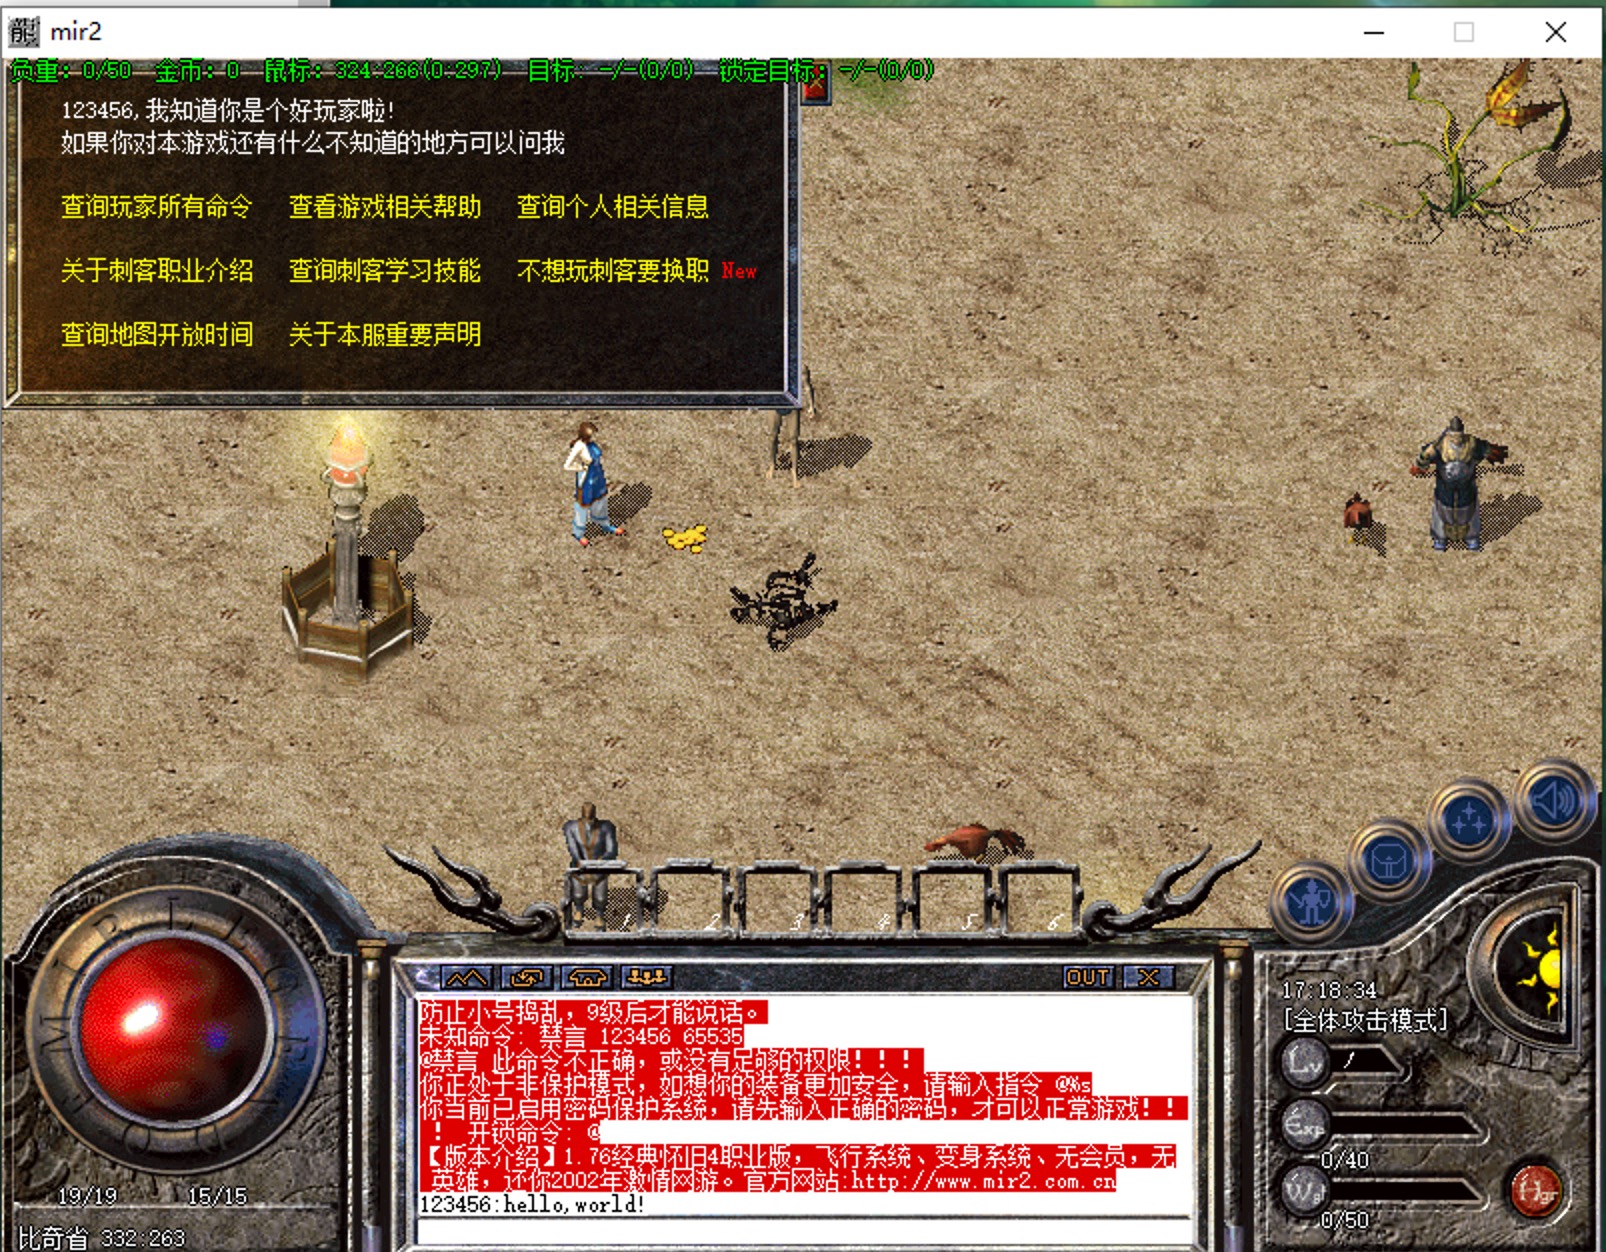 mir2
负重: 0/50 金币: 0 鼠标: 324:266(0:297) 目标: -/-(0/0) 锁定目标: -/-(0/0)
123456,我知道你是个好玩家啦!
如果你对本游戏还有什么不知道的地方可以问我
查询玩家所有命令 查看游戏相关帮助 查询个人相关信息
关于刺客职业介绍 查询刺客学习技能 不想玩刺客要换职 New
查询地图开放时间 关于本服重要声明
1 2 3 4 5 6
OUT X
防止小号捣乱，9级后才能说话。
未知命令: 禁言 123456 65535
@禁言 此命令不正确，或没有足够的权限！！！
你正处于非保护模式，如想你的装备更加安全，请输入指令 @%s
你当前已启用密码保护系统，请先输入正确的密码，才可以正常游戏！！
！ 开锁命令: @
【版本介绍】1.76经典怀旧4职业版，飞行系统、变身系统、无会员，无
英雄，还你2002年激情网游。官方网站:http://www.mir2.com.cn
123456:hello,world!
17:18:34
[全体攻击模式]
Lv 1
Exp
0/40
0/50
Hgr
19/19 15/15
比奇省 332:263